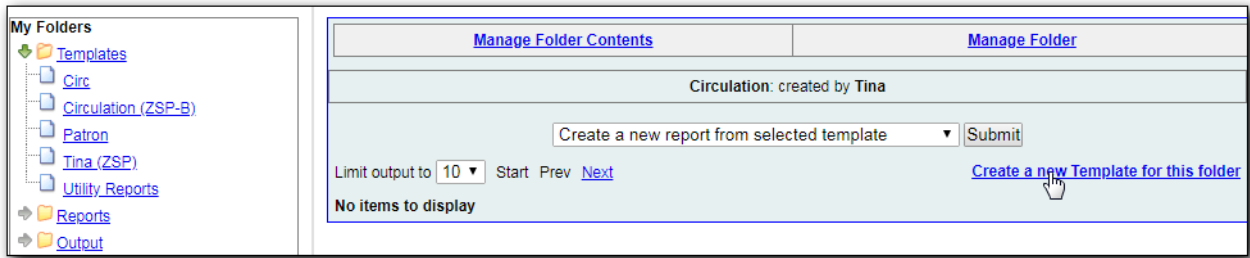 My Folders
Templates
Circ
Circulation (ZSP-B)
Patron
Tina (ZSP)
Utility Reports
Reports
Output
Manage Folder Contents Manage Folder
Circulation: created by Tina
Create a new report from selected template Submit
Limit output to 10 Start Prev Next Create a new Template for this folder
No items to display